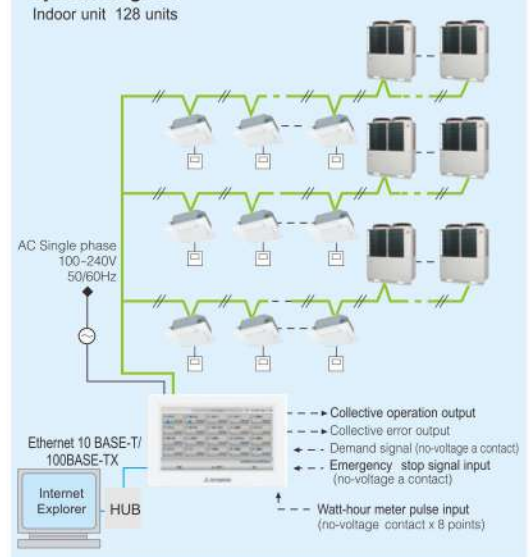 Indoor unit 128 units
AC Single phase
100-240V
50/60Hz
Collective operation output
Collective error output
Demand signal (no-voltage a contact)
Emergency stop signal input
(no-voltage a contact)
Ethernet 10 BASE-T/
100BASE-TX
Internet
Explorer
HUB
Watt-hour meter pulse input
(no-voltage contact x 8 points)